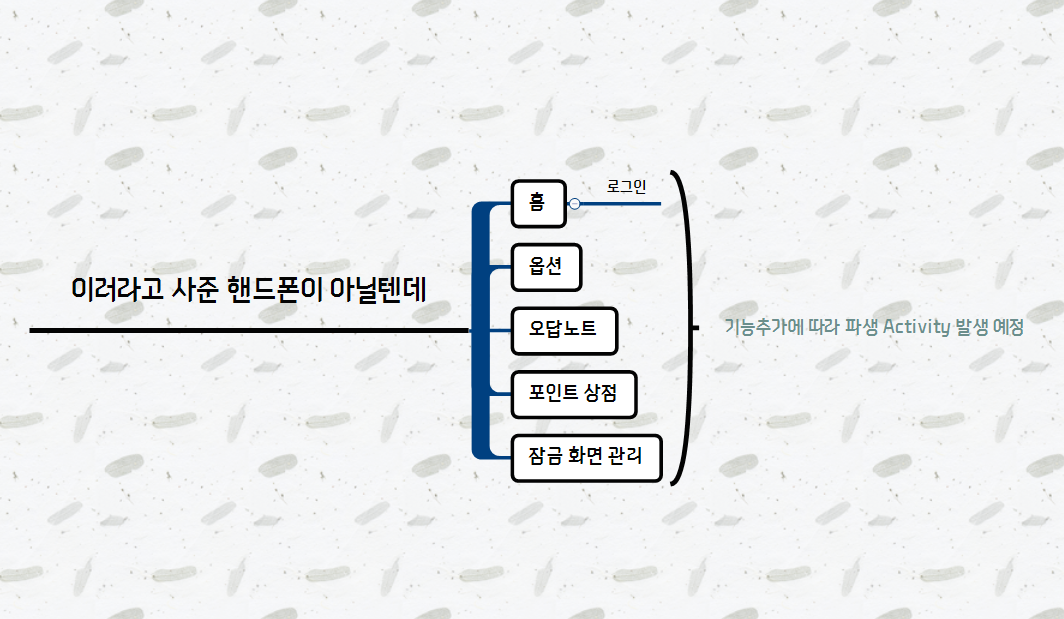 이러라고 사준 핸드폰이 아닐텐데
홈
로그인
옵션
오답노트
포인트 상점
잠금 화면 관리
기능추가에 따라 파생 Activity 발생 예정